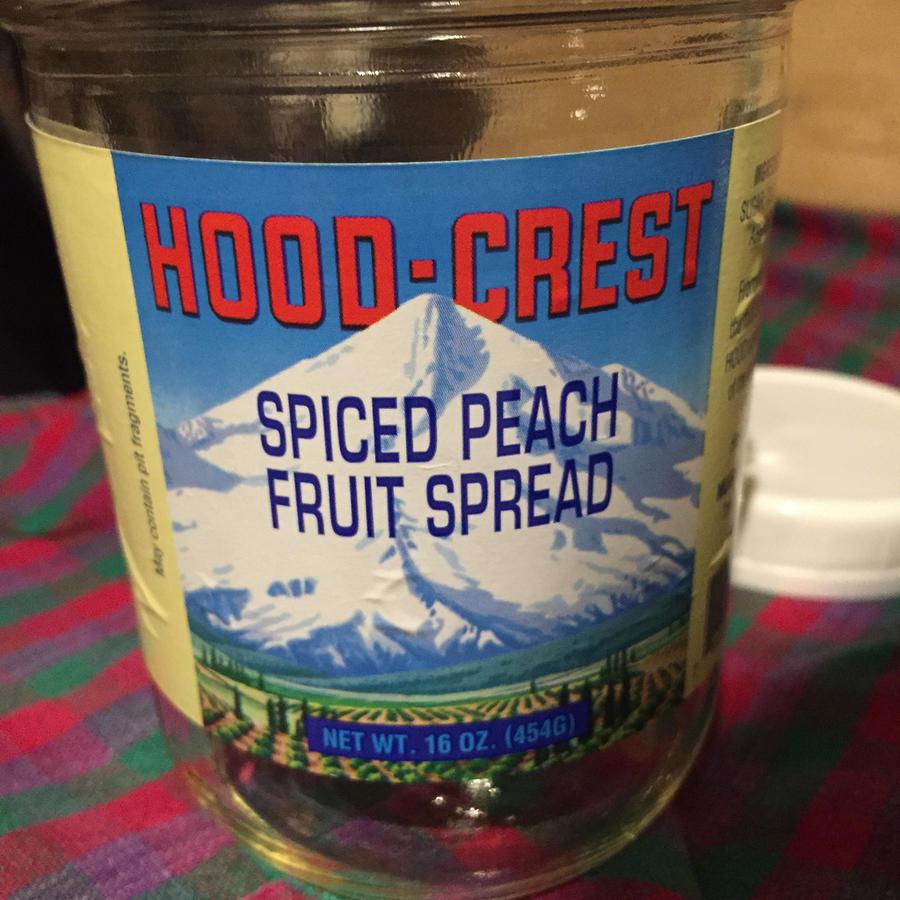 HOOD-CREST
SPICED PEACH
FRUIT SPREAD
NET WT. 16 OZ. (454G)
May contain pit fragments.